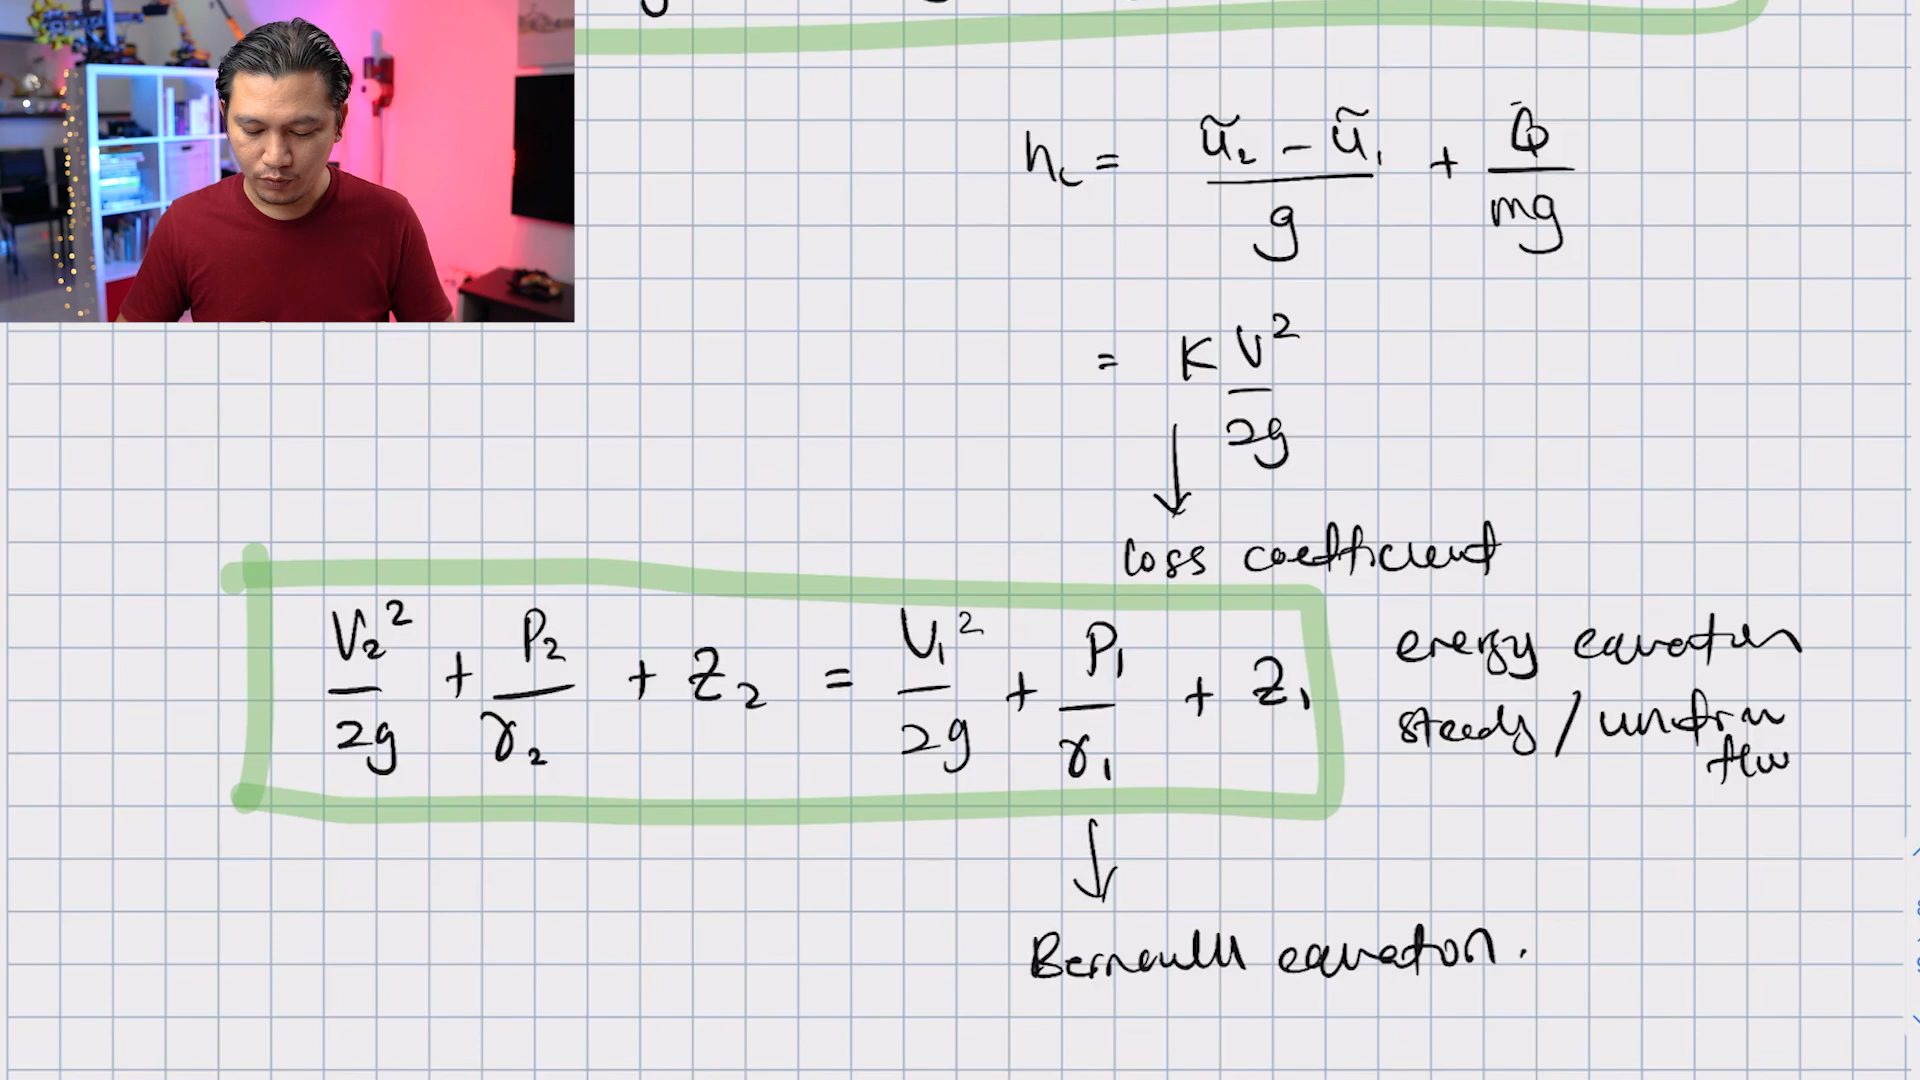 h_L = (ũ₂ - ũ₁)/g + Q̇/ṁg
= K V²/2g
↓
loss coefficient
V₂²/2g + P₂/γ₂ + Z₂ = V₁²/2g + P₁/γ₁ + Z₁
energy equation
steady / uniform
flow
↓
Bernoulli equation.